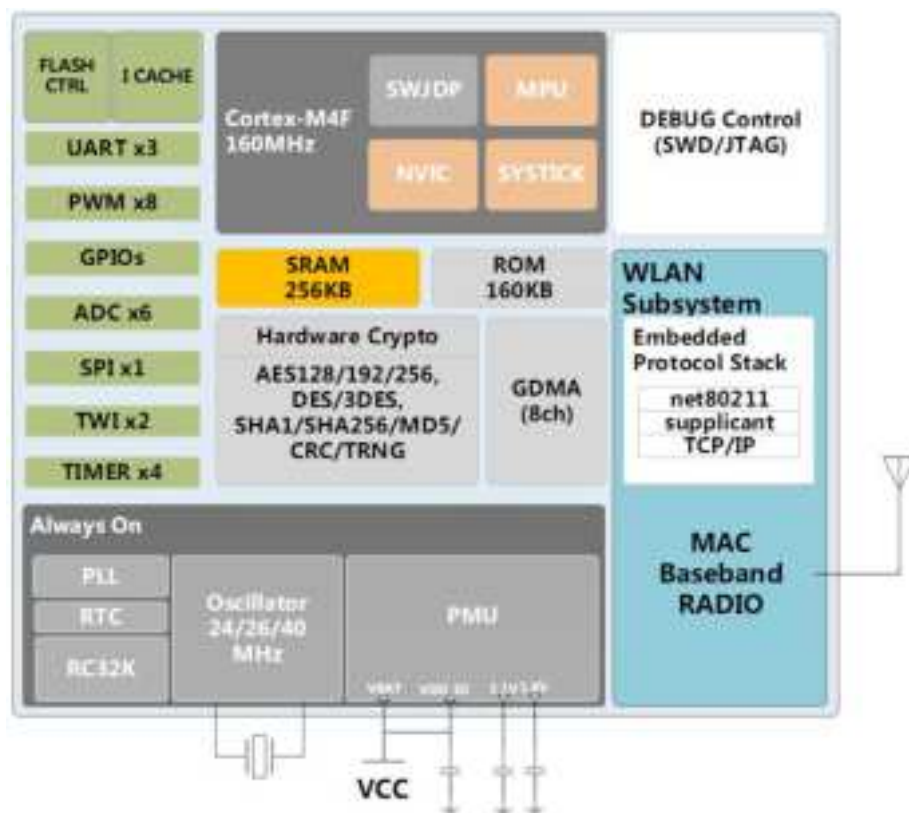 FLASH
CTRL
I CACHE
UART x3
PWM x8
GPIOs
ADC x6
SPI x1
TWI x2
TIMER x4
Cortex-M4F
160MHz
SWJDP
MPU
NVIC
SYSTICK
DEBUG Control
(SWD/JTAG)
SRAM
256KB
ROM
160KB
Hardware Crypto
AES128/192/256,
DES/3DES,
SHA1/SHA256/MD5/
CRC/TRNG
GDMA
(8ch)
WLAN
Subsystem
Embedded
Protocol Stack
net80211
supplicant
TCP/IP
MAC
Baseband
RADIO
Always On
PLL
RTC
RC32K
Oscillator
24/26/40
MHz
PMU
VBAT
VCC